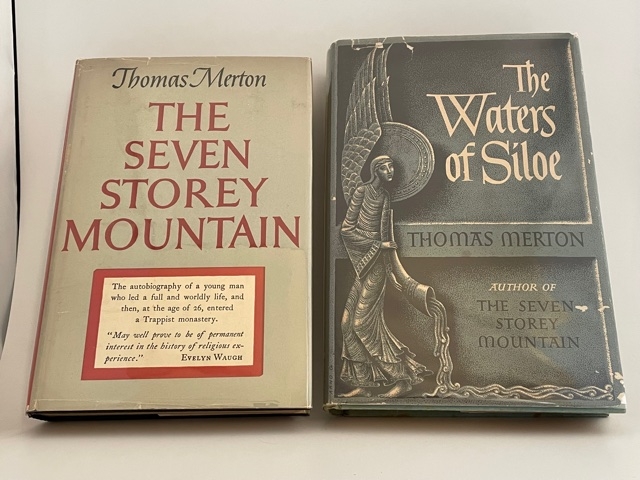 Thomas Merton
THE
SEVEN
STOREY
MOUNTAIN
The autobiography of a young man
who led a full and worldly life, and
then, at the age of 26, entered
a Trappist monastery.
"May well prove to be of permanent
interest in the history of religious ex-
perience." EVELYN WAUGH
The
Waters
of Siloe
THOMAS MERTON
AUTHOR OF
THE SEVEN
STOREY
MOUNTAIN